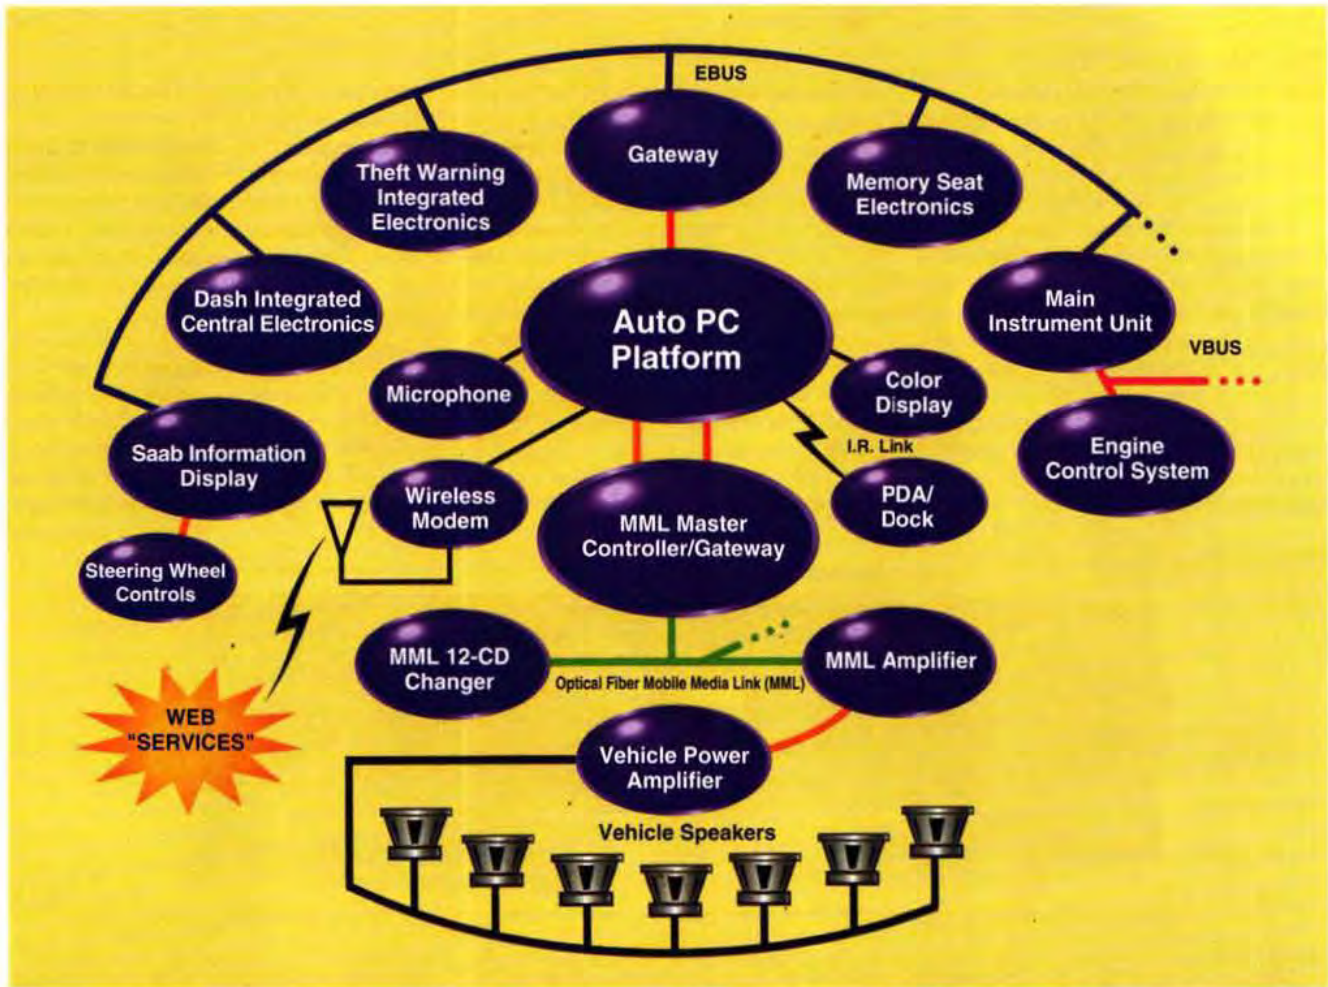 EBUS
Gateway
Theft Warning
Integrated
Electronics
Memory Seat
Electronics
Dash Integrated
Central Electronics
Auto PC
Platform
Main
Instrument Unit
VBUS
Microphone
Color
Display
Saab Information
Display
I.R. Link
Engine
Control System
Wireless
Modem
PDA/
Dock
MML Master
Controller/Gateway
Steering Wheel
Controls
MML 12-CD
Changer
Optical Fiber Mobile Media Link (MML)
MML Amplifier
WEB
"SERVICES"
Vehicle Power
Amplifier
Vehicle Speakers